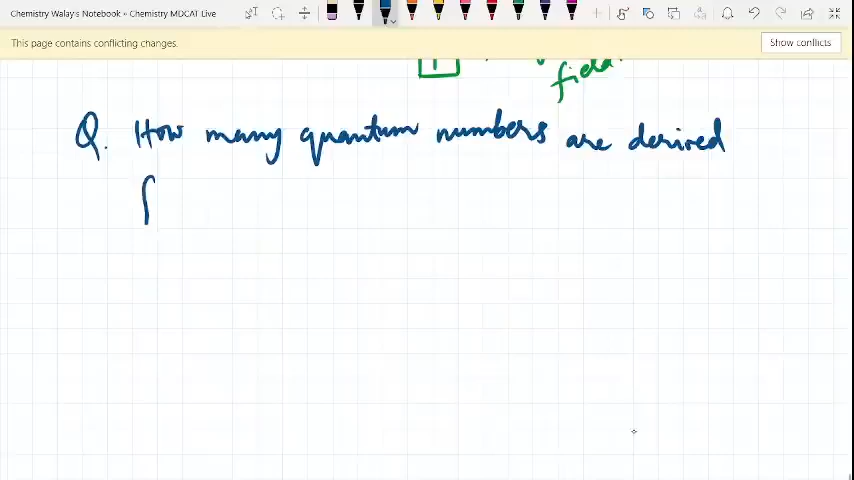 Chemistry Walay's Notebook » Chemistry MDCAT Live
This page contains conflicting changes.
Show conflicts
field.
Q. How many quantum numbers are derived